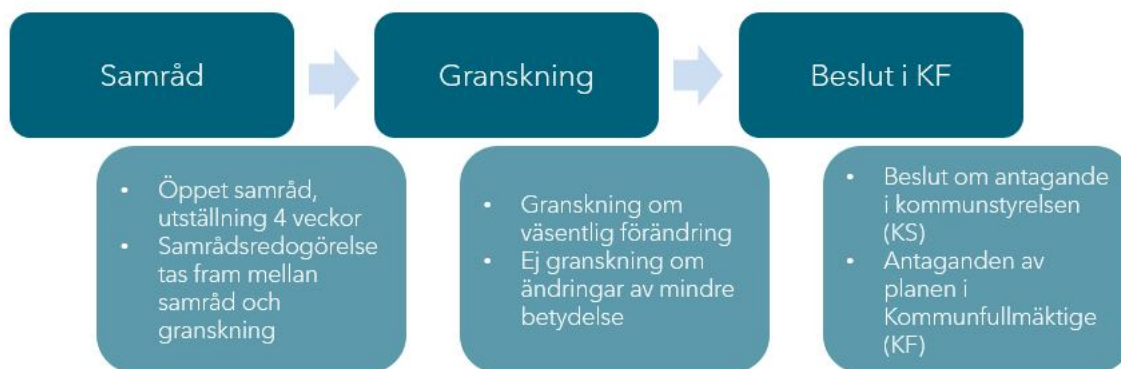 Samråd
Granskning
Beslut i KF
• Öppet samråd,
utställning 4 veckor
• Samrådsredogörelse
tas fram mellan
samråd och
granskning
• Granskning om
väsentlig förändring
• Ej granskning om
ändringar av mindre
betydelse
• Beslut om antagande
i kommunstyrelsen
(KS)
• Antaganden av
planen i
Kommunfullmäktige
(KF)